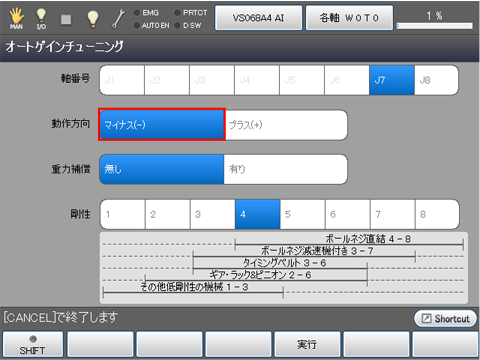 EMG PRTCT
MAN I/O AUTOEN DSW VS068A4 AI 各軸 W0T0 1 %
オートゲインチューニング
軸番号 J1 J2 J3 J4 J5 J6 J7 J8
動作方向 マイナス(-) プラス(+)
重力補償 無し 有り
剛性 1 2 3 4 5 6 7 8
ボールネジ直結 4 - 8
ボールネジ減速機付き 3 - 7
タイミングベルト 3 - 6
ギア・ラック&ピニオン 2 - 6
その他低剛性の機械 1 - 3
[CANCEL]で終了します Shortcut
SHIFT 実行